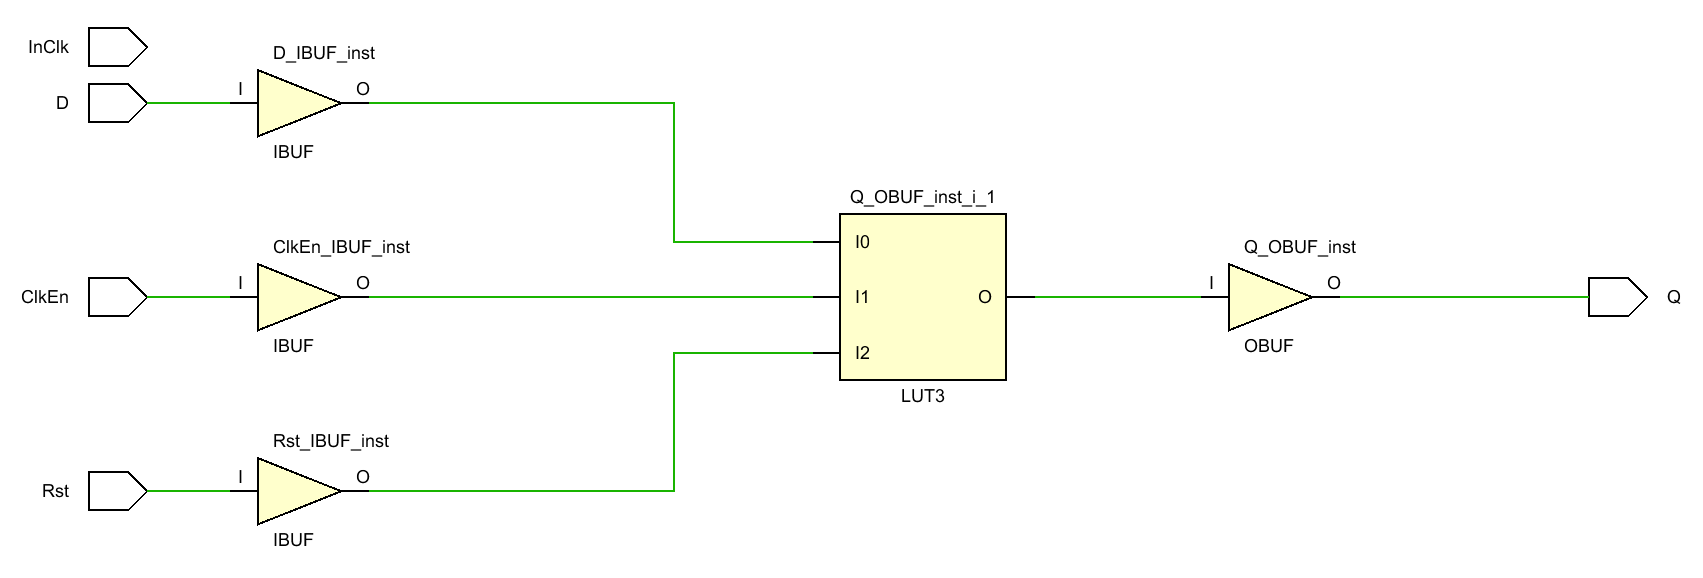 InClk
D
I
D_IBUF_inst
O
IBUF
ClkEn
I
ClkEn_IBUF_inst
O
IBUF
Rst
I
Rst_IBUF_inst
O
IBUF
Q_OBUF_inst_i_1
I0
I1
I2
O
LUT3
I
Q_OBUF_inst
O
OBUF
Q